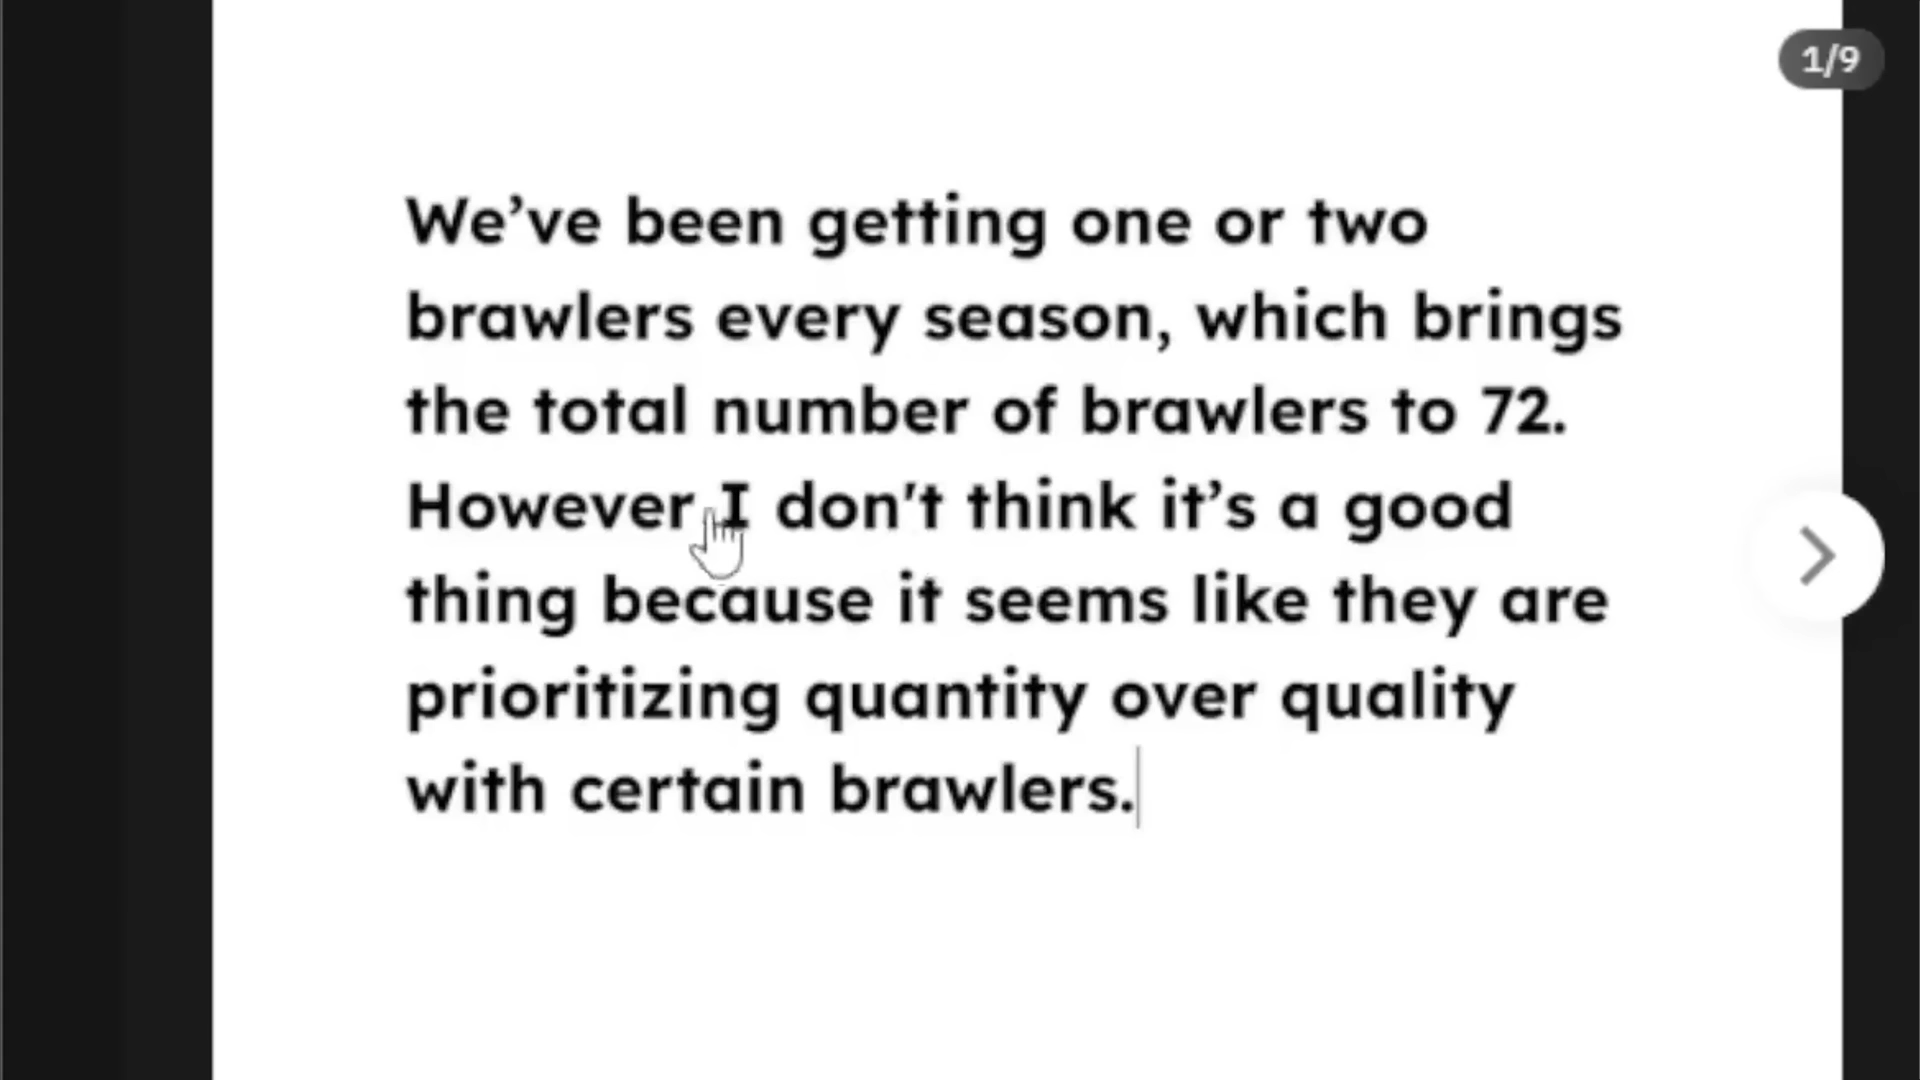 1/9
We’ve been getting one or two
brawlers every season, which brings
the total number of brawlers to 72.
However I don't think it’s a good
thing because it seems like they are
prioritizing quantity over quality
with certain brawlers.